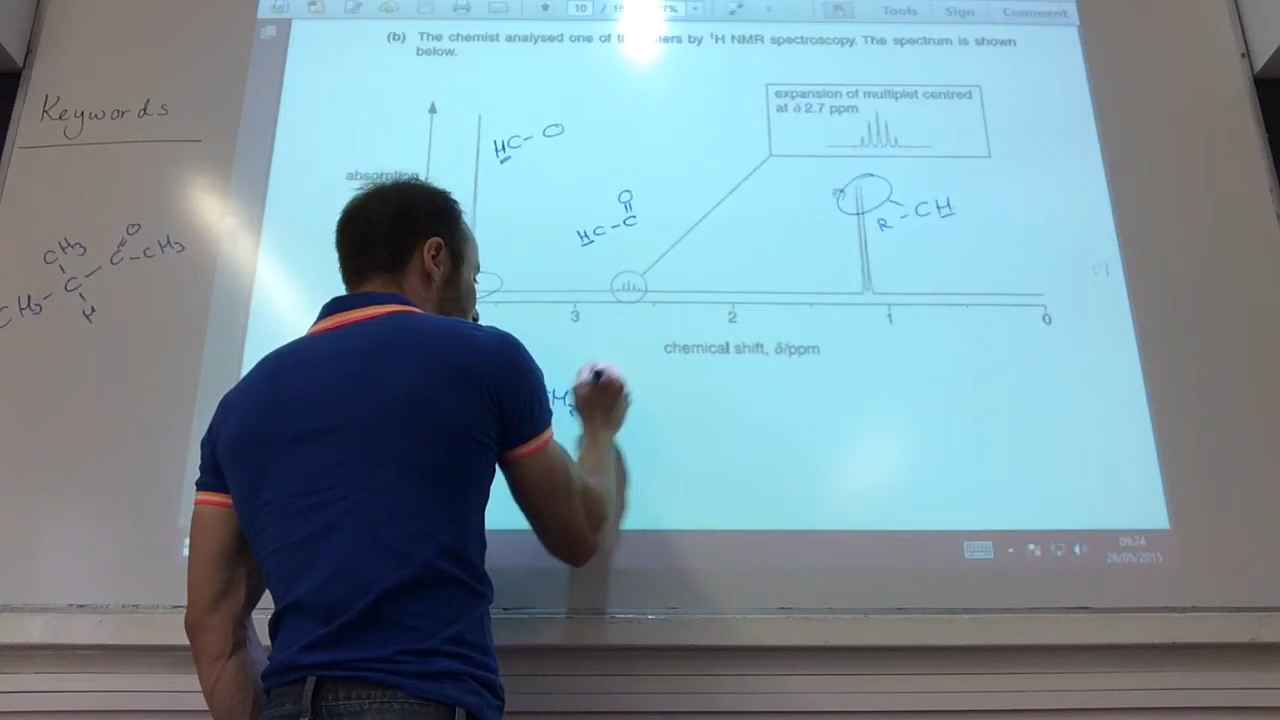 10
Tools
Sign
Comment
Keywords
(b) The chemist analysed one of by ¹H NMR spectroscopy. The spectrum is shown
below.
expansion of multiplet centred
at δ 2.7 ppm
absorption
HC-O
O
HC-C
R-CH
CH3
O
C-CH3
CH3-C
H
3
2
1
0
chemical shift, δ/ppm
09:24
26/05/2015